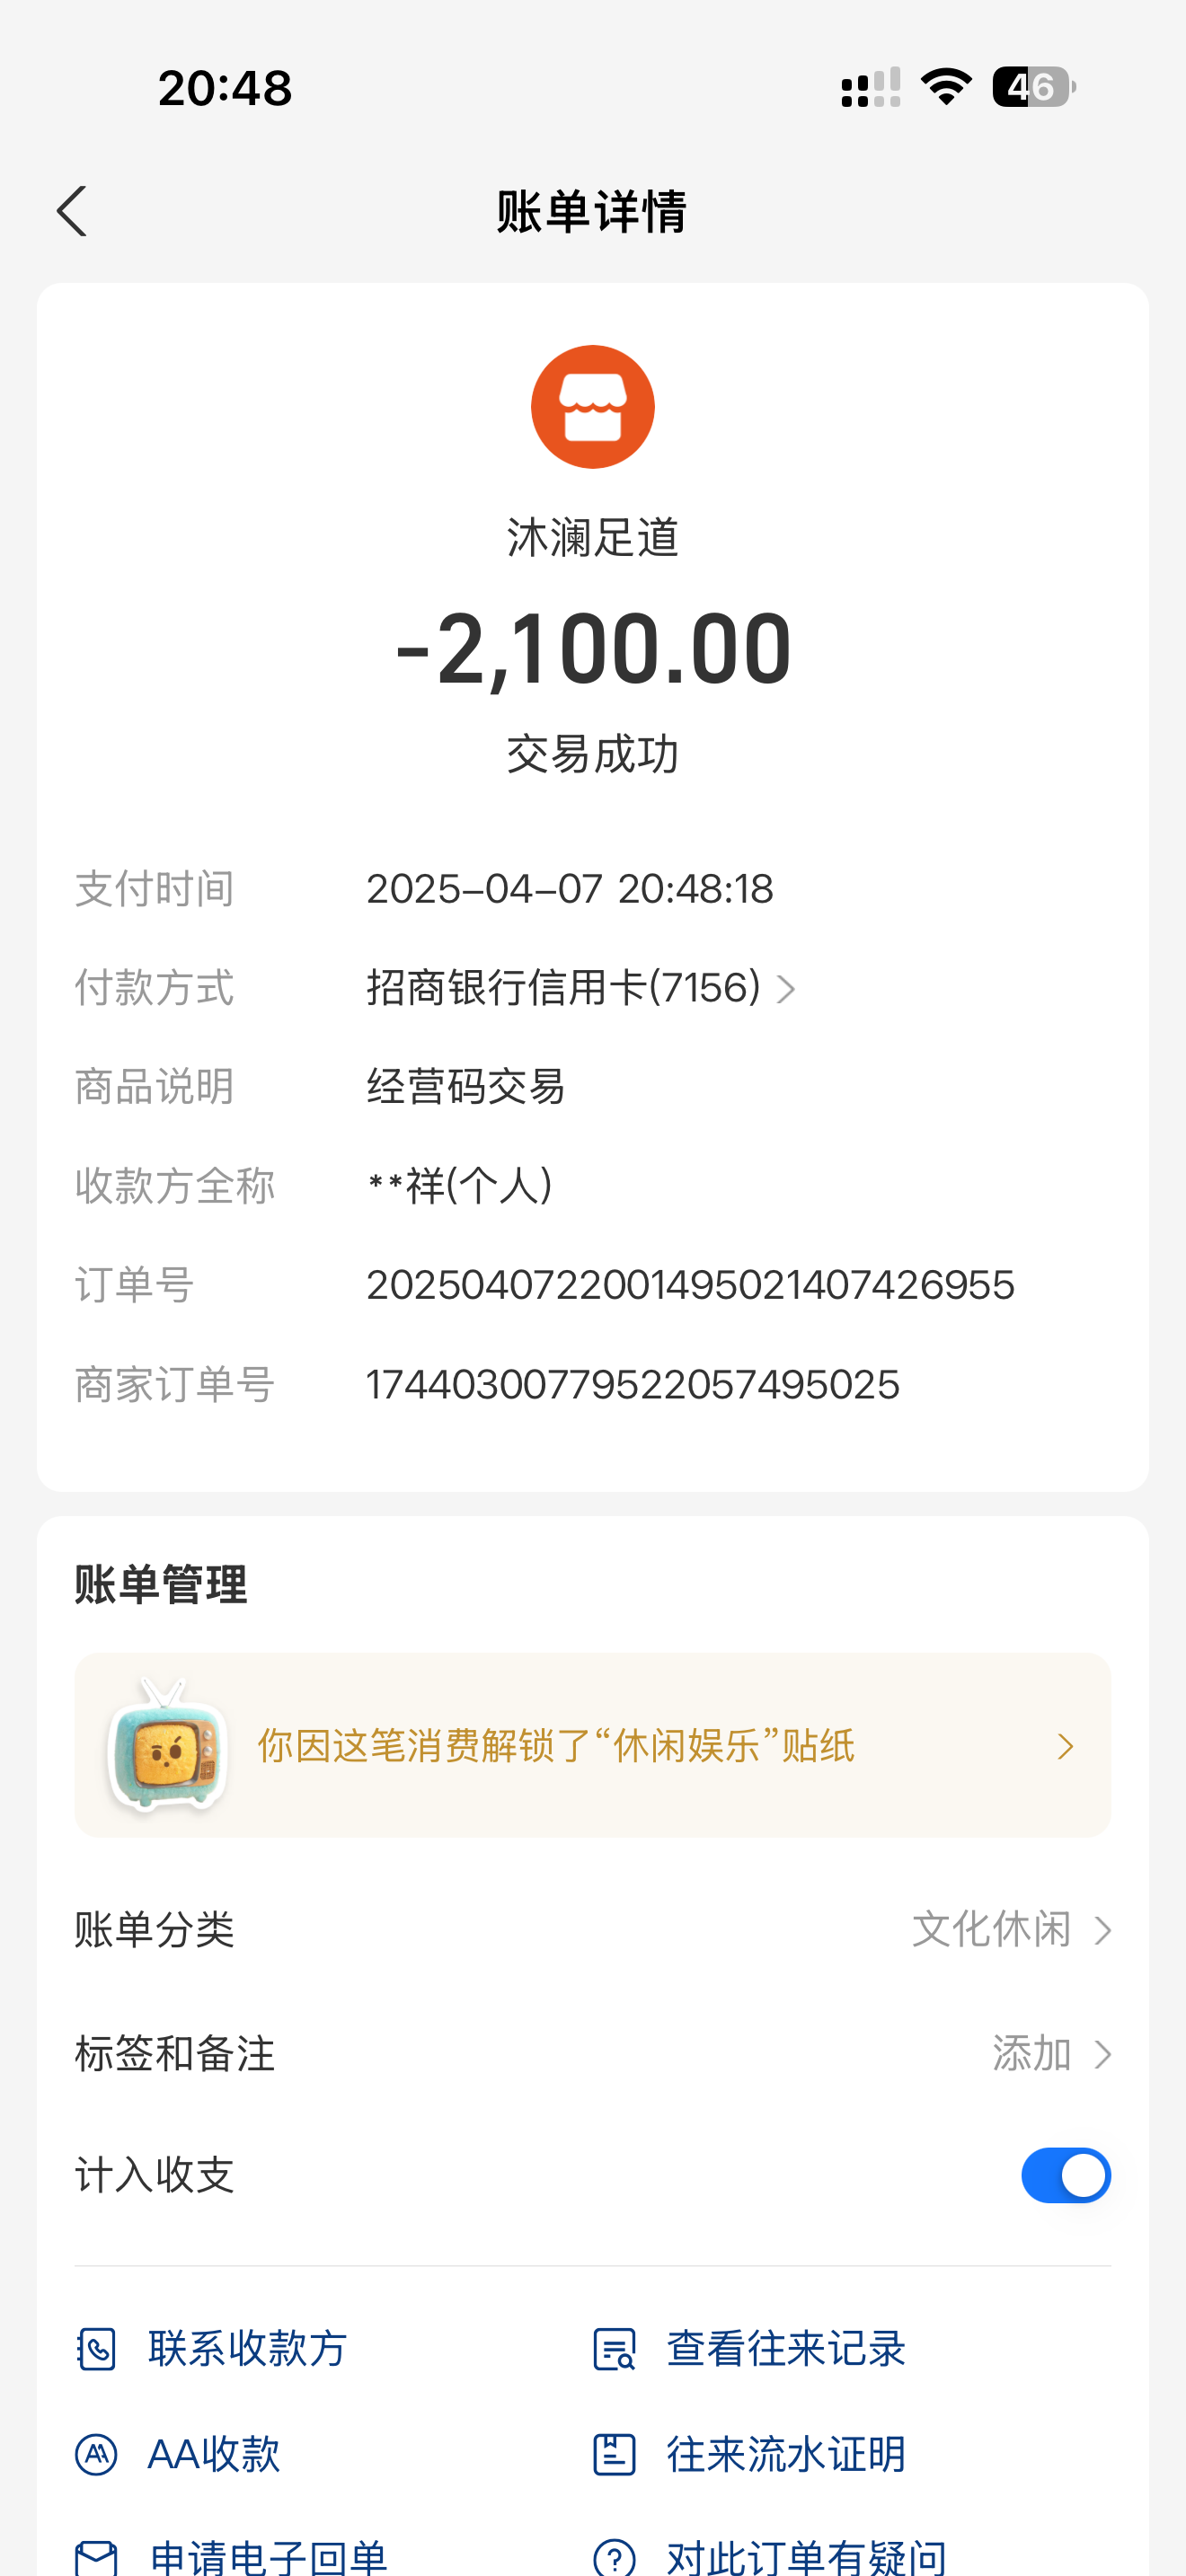 20:48
46
账单详情
沐澜足道
-2,100.00
交易成功
支付时间 2025-04-07 20:48:18
付款方式 招商银行信用卡(7156)
商品说明 经营码交易
收款方全称 **祥(个人)
订单号 2025040722001495021407426955
商家订单号 17440300779522057495025
账单管理
你因这笔消费解锁了“休闲娱乐”贴纸
账单分类 文化休闲
标签和备注 添加
计入收支
联系收款方 查看往来记录
AA收款 往来流水证明
申请电子回单 对此订单有疑问